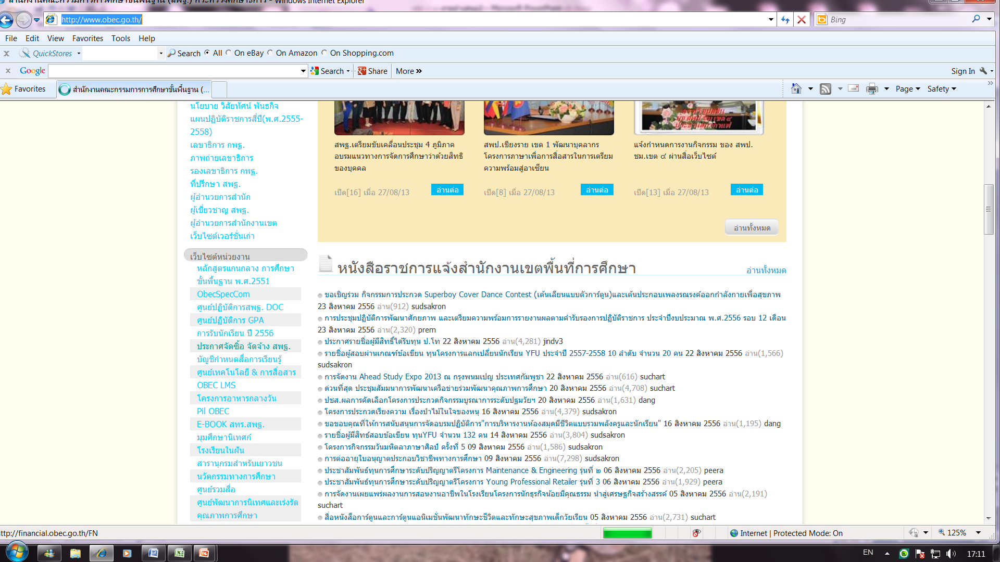 สำนักงานคณะกรรมการการศึกษาขั้นพื้นฐาน (สพฐ.) กระทรวงศึกษาธิการ - Windows Internet Explorer
http://www.obec.go.th/
Bing
File Edit View Favorites Tools Help
x QuickStores Search All On eBay On Amazon On Shopping.com
x Google Search Share More » Sign In
Favorites สำนักงานคณะกรรมการการศึกษาขั้นพื้นฐาน (... Page Safety »
นโยบาย วิสัยทัศน์ พันธกิจ
แผนปฏิบัติราชการสี่ปี(พ.ศ.2555-
2558)
เลขาธิการ กพฐ.
ภาพถ่ายเลขาธิการ
รองเลขาธิการ กพฐ.
ที่ปรึกษา สพฐ.
ผู้อำนวยการสำนัก
ผู้เชี่ยวชาญ สพฐ.
ผู้อำนวยการสำนักงานเขต
เว็บไซต์เวอร์ชั่นเก่า
เว็บไซต์หน่วยงาน
หลักสูตรแกนกลาง การศึกษา
ขั้นพื้นฐาน พ.ศ.2551
ObecSpecCom
ศูนย์ปฏิบัติการสพฐ. DOC
ศูนย์ปฏิบัติการ GPA
การรับนักเรียน ปี 2556
ประกาศจัดซื้อ จัดจ้าง สพฐ.
บัญชีกำหนดสื่อการเรียนรู้
ศูนย์เทคโนโลยี & การสื่อสาร
OBEC LMS
โครงการอาหารกลางวัน
Pil OBEC
E-BOOK สทร.สพฐ.
มุมศึกษานิเทศก์
โรงเรียนในฝัน
สารานุกรมสำหรับเยาวชน
นวัตกรรมทางการศึกษา
ศูนย์รวมสื่อ
ศูนย์พัฒนาการนิเทศและเร่งรัด
คุณภาพการศึกษา
สพฐ.เตรียมขับเคลื่อนประชุม 4 ภูมิภาค
อบรมแนวทางการจัดการศึกษาว่าด้วยสิทธิ
ของบุคคล
เปิด[16] เมื่อ 27/08/13 อ่านต่อ
สพป.เชียงราย เขต 1 พัฒนาบุคลากร
โครงการภาษาเพื่อการสื่อสารในการเตรียม
ความพร้อมสู่อาเซียน
เปิด[8] เมื่อ 27/08/13 อ่านต่อ
แจ้งกำหนดการงานกิจกรรม ของ สพป.
ชม.เขต ๔ ผ่านสื่อเว็บไซต์
เปิด[13] เมื่อ 27/08/13 อ่านต่อ
อ่านทั้งหมด
หนังสือราชการแจ้งสำนักงานเขตพื้นที่การศึกษา อ่านทั้งหมด
ขอเชิญร่วม กิจกรรมการประกวด Superboy Cover Dance Contest (เต้นเลียนแบบตัวการ์ตูน)และเต้นประกอบเพลงรณรงค์ออกกำลังกายเพื่อสุขภาพ
23 สิงหาคม 2556 อ่าน(912) sudsakron
การประชุมปฏิบัติการพัฒนาศักยภาพ และเตรียมความพร้อมการรายงานผลตามคำรับรองการปฏิบัติราชการ ประจำปีงบประมาณ พ.ศ.2556 รอบ 12 เดือน
23 สิงหาคม 2556 อ่าน(2,320) prem
ประกาศรายชื่อผู้มีสิทธิ์ได้รับทุน ป.โท 22 สิงหาคม 2556 อ่าน(4,281) jindv3
รายชื่อผู้สอบผ่านเกณฑ์ข้อเขียน ทุนโครงการแลกเปลี่ยนนักเรียน YFU ประจำปี 2557-2558 10 ลำดับ จำนวน 20 คน 22 สิงหาคม 2556 อ่าน(1,566)
sudsakron
การจัดงาน Ahead Study Expo 2013 ณ กรุงพนมเปญ ประเทศกัมพูชา 22 สิงหาคม 2556 อ่าน(616) suchart
ด่วนที่สุด ประชุมสัมมนาการพัฒนาเครือข่ายร่วมพัฒนาคุณภาพการศึกษา 20 สิงหาคม 2556 อ่าน(4,708) suchart
ปชส.ผลการคัดเลือกโครงการประกวดกิจกรรมบูรณาการระดับปฐมวัยฯ 20 สิงหาคม 2556 อ่าน(1,631) dang
โครงการประกวดเรียงความ เรื่องป่าไม้ในใจของหนู 16 สิงหาคม 2556 อ่าน(4,379) sudsakron
ขอขอบคุณที่ให้การสนับสนุนการจัดอบรมปฏิบัติการ"การบริหารงานห้องสมุดมีชีวิตแบบรวมพลังครูและนักเรียน" 16 สิงหาคม 2556 อ่าน(1,195) dang
รายชื่อผู้มีสิทธ์สอบข้อเขียน ทุนYFU จำนวน 132 คน 14 สิงหาคม 2556 อ่าน(3,804) sudsakron
โครงการกิจกรรมวันมหิตลาภาษาศิลป์ ครั้งที่ 5 09 สิงหาคม 2556 อ่าน(1,586) sudsakron
การต่ออายุใบอนุญาตประกอบวิชาชีพทางการศึกษา 09 สิงหาคม 2556 อ่าน(7,298) sudsakron
ประชาสัมพันธ์ทุนการศึกษาระดับปริญญาตรีโครงการ Maintenance & Engineering รุ่นที่ ๒ 06 สิงหาคม 2556 อ่าน(2,205) peera
ประชาสัมพันธ์ทุนการศึกษาระดับปริญญาตรีโครงการ Young Professional Retailer รุ่นที่ 3 06 สิงหาคม 2556 อ่าน(1,929) peera
การจัดงานเผยแพร่ผลงานการสอนงานอาชีพในโรงเรียนโครงการนักธุรกิจน้อยมีคุณธรรม นำสู่เศรษฐกิจสร้างสรรค์ 05 สิงหาคม 2556 อ่าน(2,191)
suchart
สื่อหนังสือการ์ตูนและการ์ตูนแอนิเมชั่นพัฒนาทักษะชีวิตและทักษะสุขภาพเด็กวัยเรียน 05 สิงหาคม 2556 อ่าน(2,731) suchart
ttp://financial.obec.go.th/FN Internet | Protected Mode: On 125%
EN 17:11